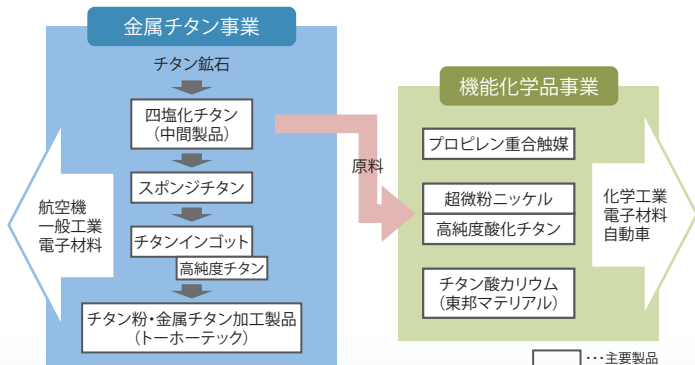 金属チタン事業
チタン鉱石
四塩化チタン
(中間製品)
スポンジチタン
チタンインゴット
高純度チタン
チタン粉・金属チタン加工製品
(トーホーテック)
航空機
一般工業
電子材料
原料
機能化学品事業
プロピレン重合触媒
超微粉ニッケル
高純度酸化チタン
チタン酸カリウム
(東邦マテリアル)
化学工業
電子材料
自動車
…主要製品